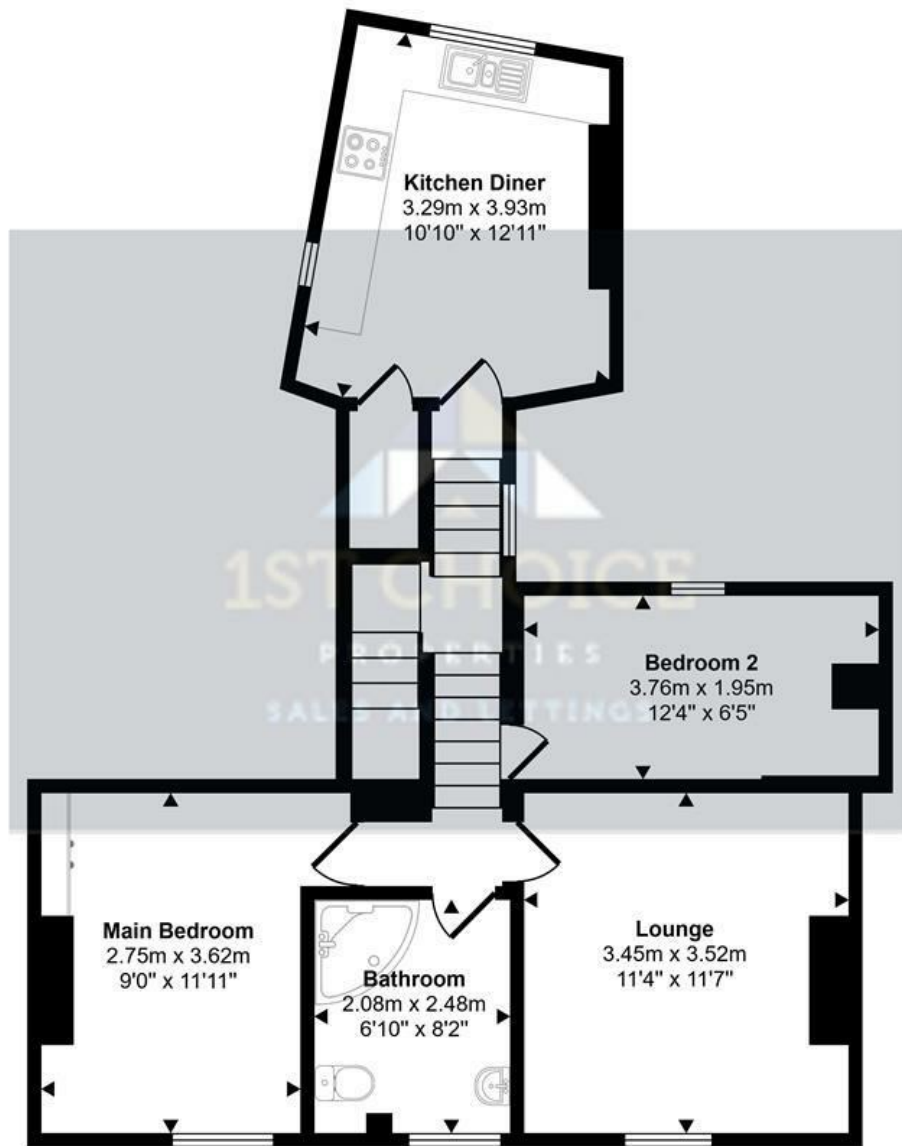 Kitchen Diner
3.29m x 3.93m
10'10" x 12'11"
1ST CHOICE
PROPERTIES
SALES AND LETTINGS
Bedroom 2
3.76m x 1.95m
12'4" x 6'5"
Main Bedroom
2.75m x 3.62m
9'0" x 11'11"
Bathroom
2.08m x 2.48m
6'10" x 8'2"
Lounge
3.45m x 3.52m
11'4" x 11'7"